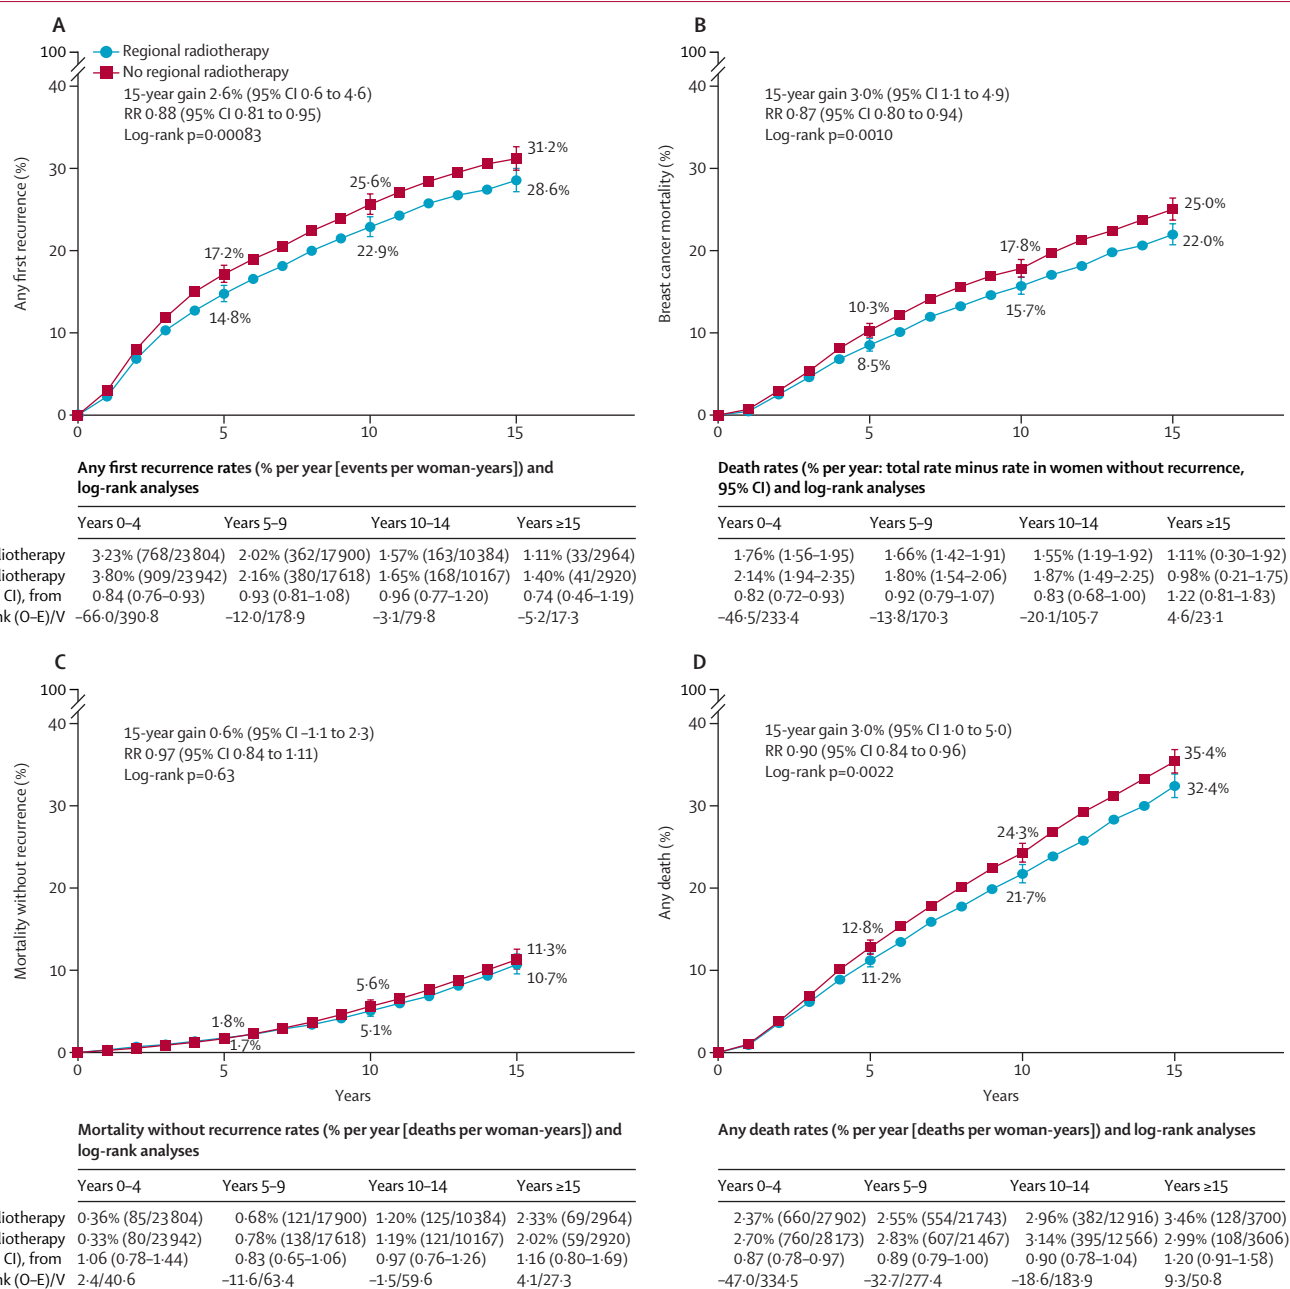 A
100
Regional radiotherapy
No regional radiotherapy
15-year gain 2·6% (95% CI 0·6 to 4·6)
RR 0·88 (95% CI 0·81 to 0·95)
Log-rank p=0·00083
40
30
20
10
0
Any first recurrence (%)
17·2%
14·8%
25·6%
22·9%
31·2%
28·6%
0 5 10 15
Any first recurrence rates (% per year [events per woman-years]) and
log-rank analyses
Years 0–4 Years 5–9 Years 10–14 Years ≥15
diotherapy 3·23% (768/23 804) 2·02% (362/17 900) 1·57% (163/10 384) 1·11% (33/2964)
diotherapy 3·80% (909/23 942) 2·16% (380/17 618) 1·65% (168/10 167) 1·40% (41/2920)
CI), from 0·84 (0·76–0·93) 0·93 (0·81–1·08) 0·96 (0·77–1·20) 0·74 (0·46–1·19)
nk (O–E)/V –66·0/390·8 –12·0/178·9 –3·1/79·8 –5·2/17·3
B
100
15-year gain 3·0% (95% CI 1·1 to 4·9)
RR 0·87 (95% CI 0·80 to 0·94)
Log-rank p=0·0010
40
30
20
10
0
Breast cancer mortality (%)
10·3%
8·5%
17·8%
15·7%
25·0%
22·0%
0 5 10 15
Death rates (% per year: total rate minus rate in women without recurrence,
95% CI) and log-rank analyses
Years 0–4 Years 5–9 Years 10–14 Years ≥15
1·76% (1·56–1·95) 1·66% (1·42–1·91) 1·55% (1·19–1·92) 1·11% (0·30–1·92)
2·14% (1·94–2·35) 1·80% (1·54–2·06) 1·87% (1·49–2·25) 0·98% (0·21–1·75)
0·82 (0·72–0·93) 0·92 (0·79–1·07) 0·83 (0·68–1·00) 1·22 (0·81–1·83)
–46·5/233·4 –13·8/170·3 –20·1/105·7 4·6/23·1
C
100
15-year gain 0·6% (95% CI –1·1 to 2·3)
RR 0·97 (95% CI 0·84 to 1·11)
Log-rank p=0·63
40
30
20
10
0
Mortality without recurrence (%)
1·8%
1·7%
5·6%
5·1%
11·3%
10·7%
0 5 10 15
Years
Mortality without recurrence rates (% per year [deaths per woman-years]) and
log-rank analyses
Years 0–4 Years 5–9 Years 10–14 Years ≥15
diotherapy 0·36% (85/23 804) 0·68% (121/17 900) 1·20% (125/10 384) 2·33% (69/2964)
diotherapy 0·33% (80/23 942) 0·78% (138/17 618) 1·19% (121/10 167) 2·02% (59/2920)
CI), from 1·06 (0·78–1·44) 0·83 (0·65–1·06) 0·97 (0·76–1·26) 1·16 (0·80–1·69)
nk (O–E)/V 2·4/40·6 –11·6/63·4 –1·5/59·6 4·1/27·3
D
100
15-year gain 3·0% (95% CI 1·0 to 5·0)
RR 0·90 (95% CI 0·84 to 0·96)
Log-rank p=0·0022
40
30
20
10
0
Any death (%)
12·8%
11·2%
24·3%
21·7%
35·4%
32·4%
0 5 10 15
Years
Any death rates (% per year [deaths per woman-years]) and log-rank analyses
Years 0–4 Years 5–9 Years 10–14 Years ≥15
2·37% (660/27 902) 2·55% (554/21 743) 2·96% (382/12 916) 3·46% (128/3700)
2·70% (760/28 173) 2·83% (607/21 467) 3·14% (395/12 566) 2·99% (108/3606)
0·87 (0·78–0·97) 0·89 (0·79–1·00) 0·90 (0·78–1·04) 1·20 (0·91–1·58)
–47·0/334·5 –32·7/277·4 –18·6/183·9 9·3/50·8